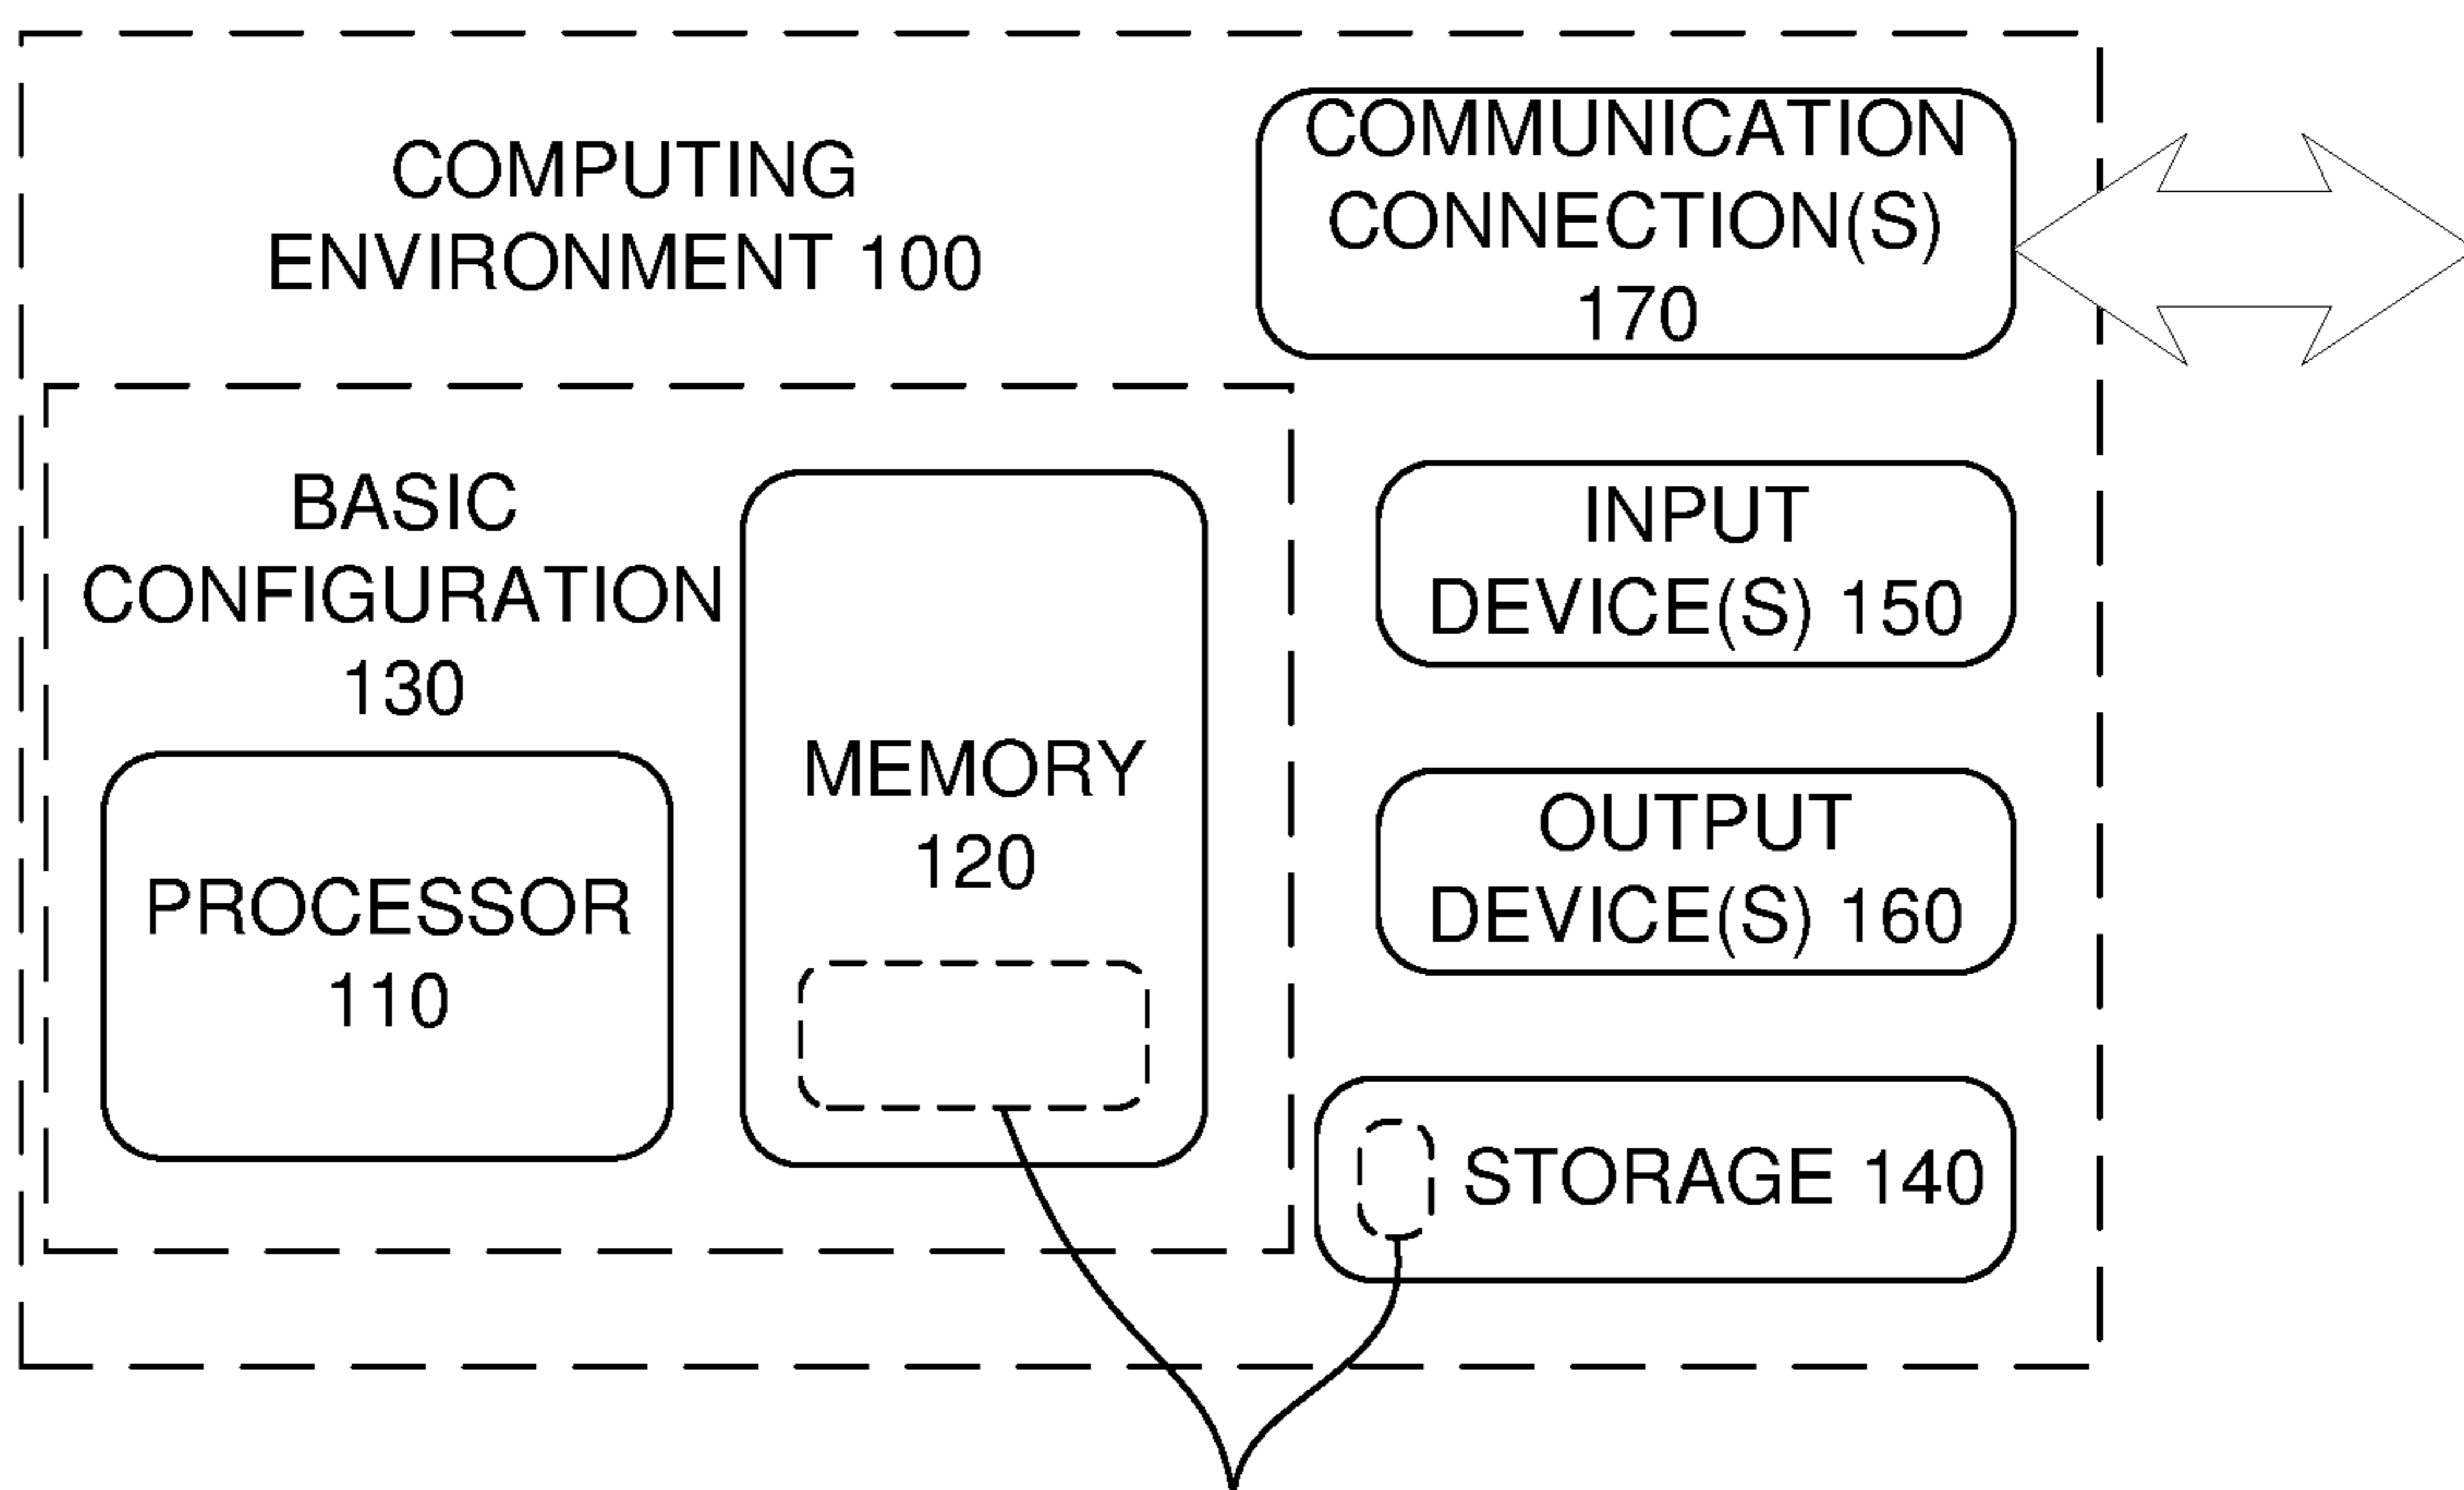 COMPUTING
ENVIRONMENT 100
COMMUNICATION
CONNECTION(S)
170
BASIC
CONFIGURATION
130
PROCESSOR
110
MEMORY
120
INPUT
DEVICE(S) 150
OUTPUT
DEVICE(S) 160
STORAGE 140